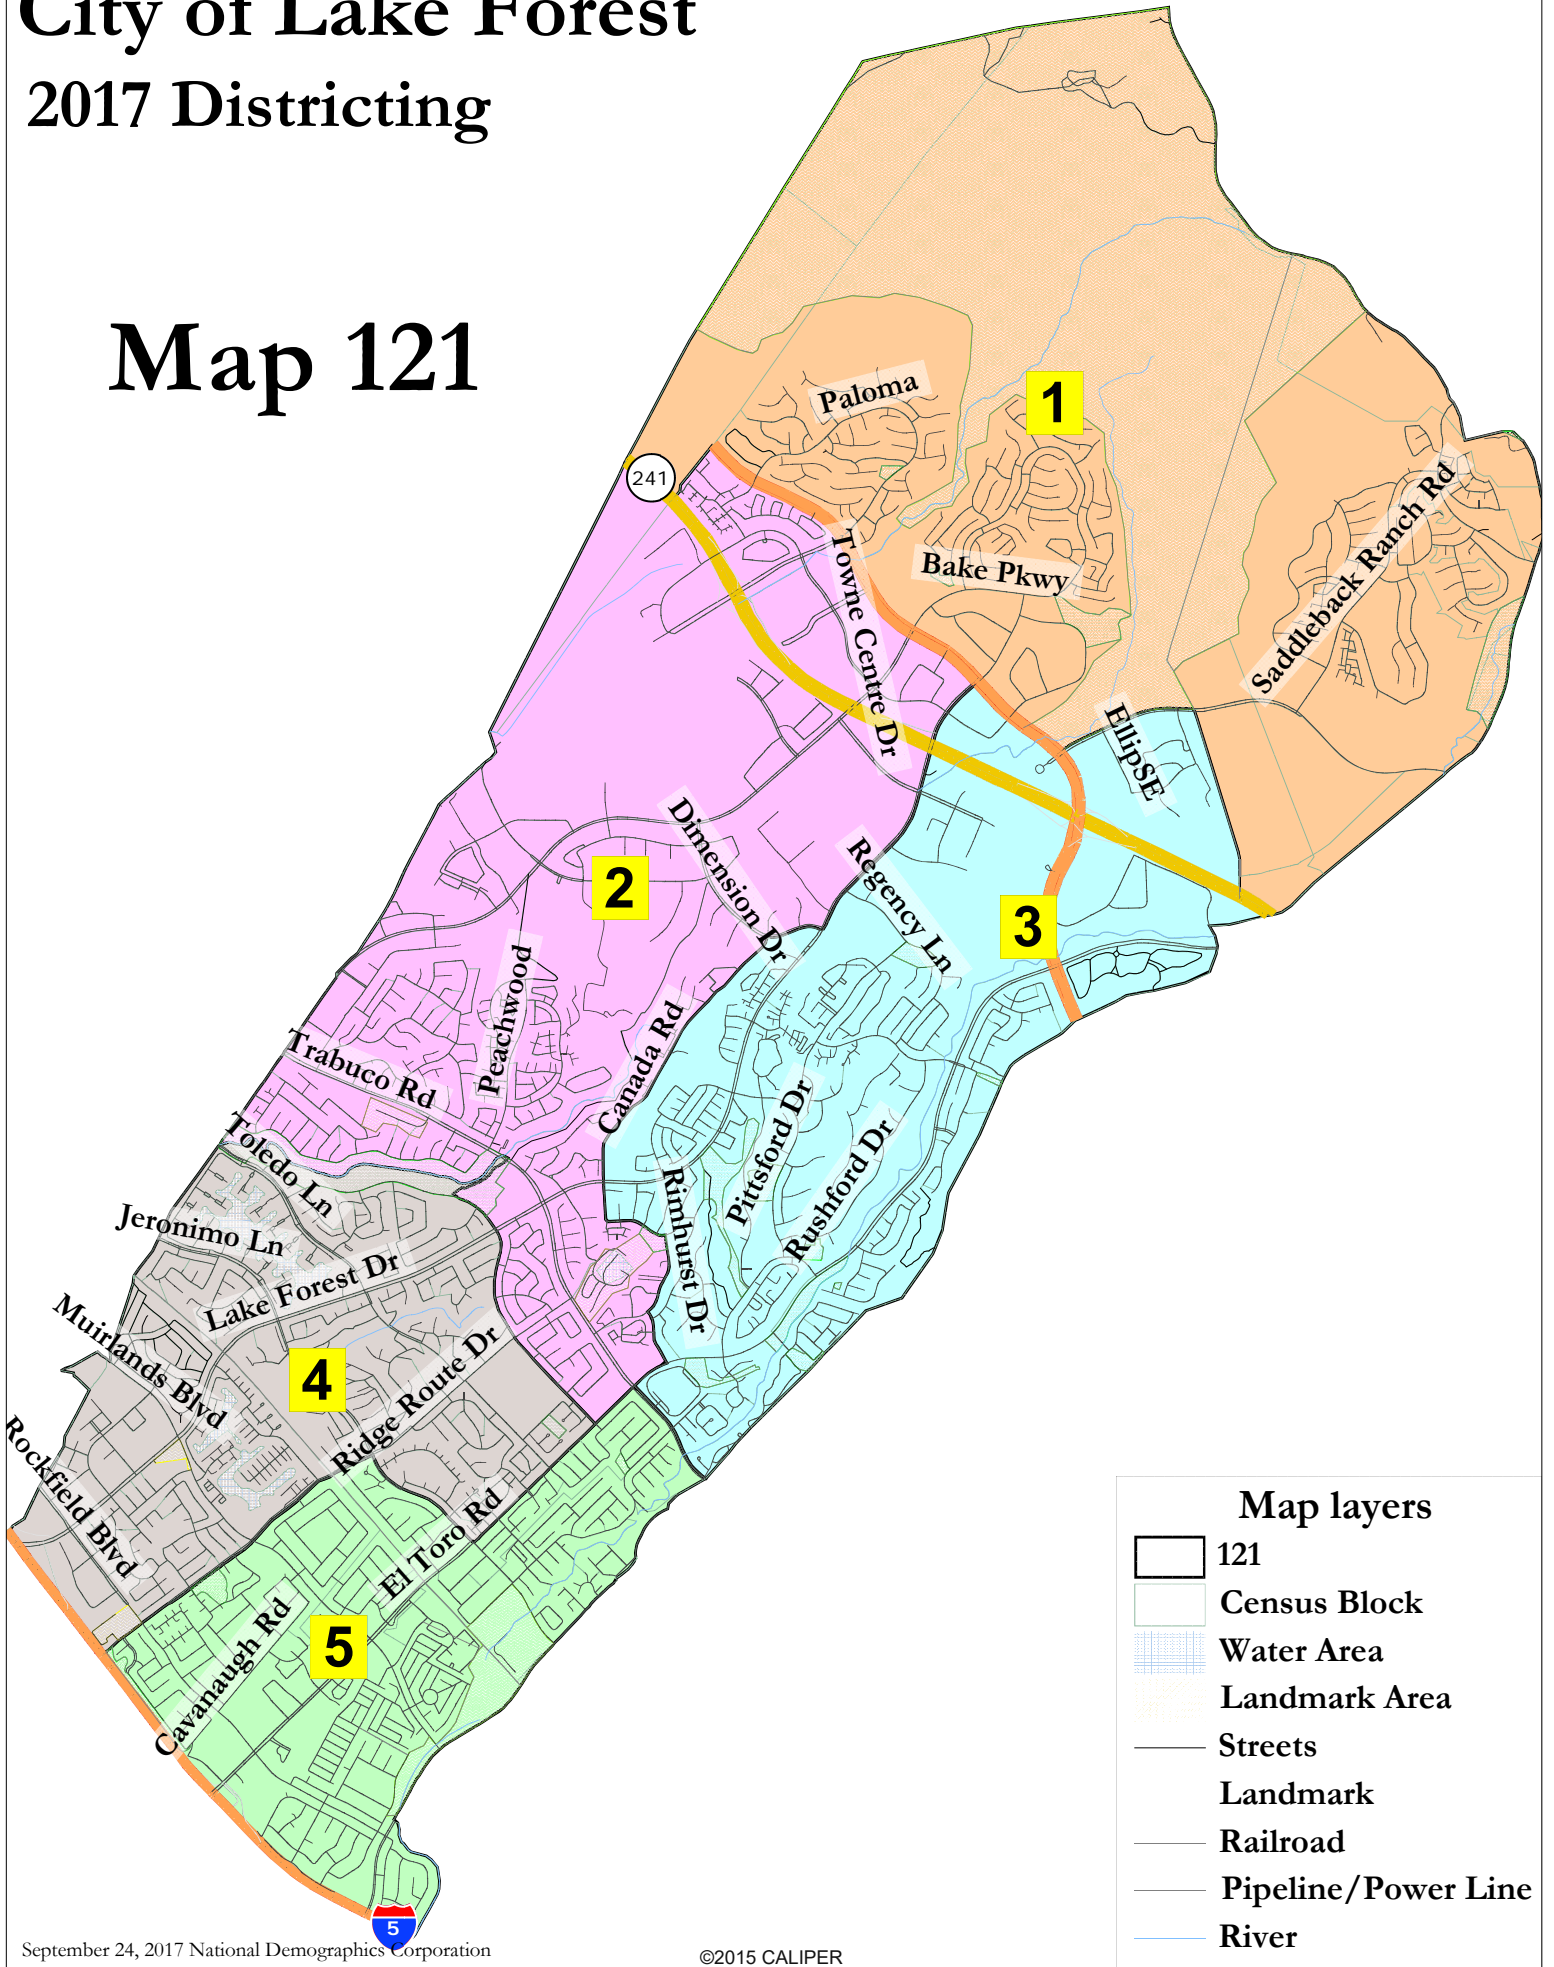 City of Lake Forest
2017 Districting
Map 121
Paloma
1
241
Towne Centre Dr
Bake Pkwy
Saddleback Ranch Rd
EllipSE
Dimension Dr
Regency Ln
2
3
Peachwood
Canada Rd
Trabuco Rd
Toledo Ln
Pittsford Dr
Rushford Dr
Rimhurst Dr
Jeronimo Ln
Lake Forest Dr
Muirlands Blvd
4
Ridge Route Dr
Rockfield Blvd
El Toro Rd
Cavanaugh Rd
5
Map layers
121
Census Block
Water Area
Landmark Area
Streets
Landmark
Railroad
Pipeline/Power Line
River
5
September 24, 2017 National Demographics Corporation
©2015 CALIPER